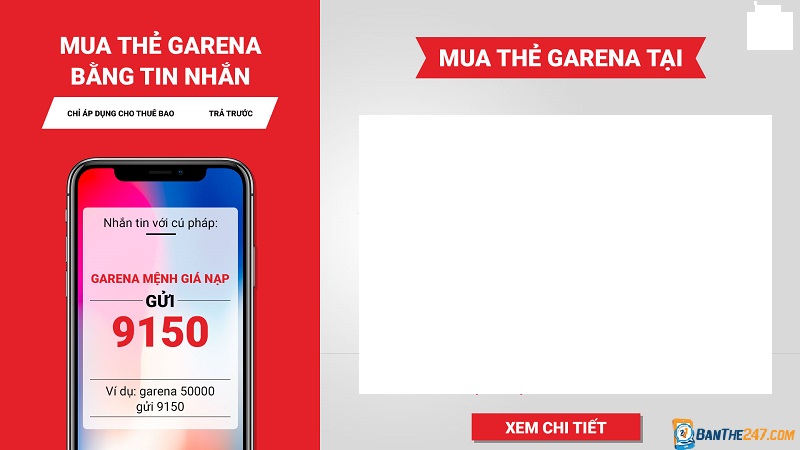 MUA THẺ GARENA
BẰNG TIN NHẮN
CHỈ ÁP DỤNG CHO THUÊ BAO TRẢ TRƯỚC
Nhắn tin với cú pháp:
GARENA MỆNH GIÁ NẠP
GỬI
9150
Ví dụ: garena 50000
gửi 9150
MUA THẺ GARENA TẠI
XEM CHI TIẾT
BANTHE247.COM